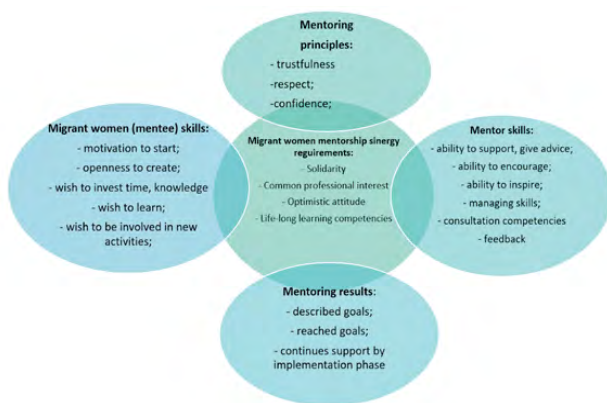 Mentoring
principles:
- trustfulness
-respect;
-confidence;
Migrant women (mentee) skills:
- motivation to start;
- openness to create;
- wish to invest time, knowledge
- wish to learn;
- wish to be involved in new
activities;
Migrant women mentorship sinergy
reguirements:
- Solidarity
- Common professional interest
- Optimistic attitude
- Life-long learning competencies
Mentor skills:
- ability to support, give advice;
- ability to encourage;
- ability to inspire;
- managing skills;
- consultation competencies
- feedback
Mentoring results:
- described goals;
- reached goals;
- continues support by
implementation phase